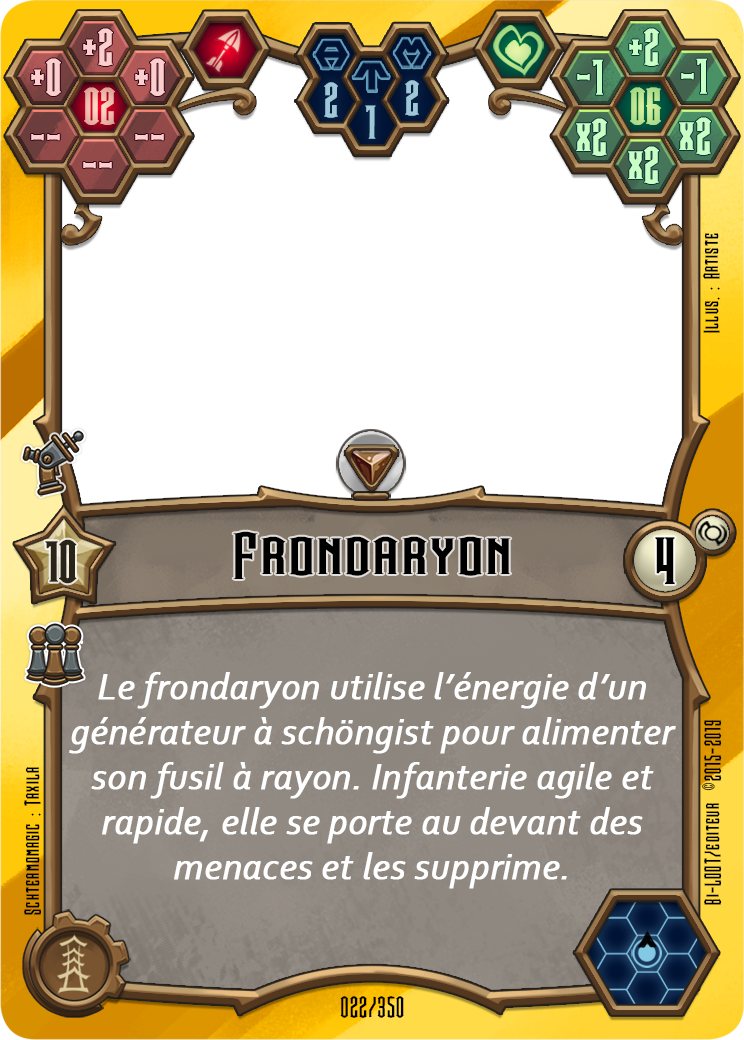 +2
+0 +0
02
-- --
--
2 1 2
+2
-1 -1
06
x2 x2
x2
Illus. : Artiste
10
Frondaryon
4
Le frondaryon utilise l'énergie d'un
générateur à schöngist pour alimenter
son fusil à rayon. Infanterie agile et
rapide, elle se porte au devant des
menaces et les supprime.
Schteamomagic : Taxila
Bi-LOOT/editeur ©2015-2019
022/350